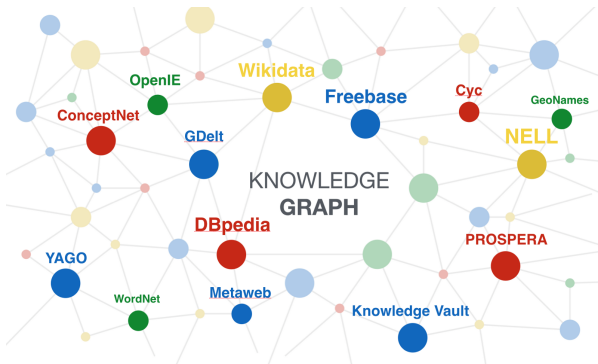 Wikidata
OpenIE
Freebase
Cyc
GeoNames
ConceptNet
GDelt
NELL
KNOWLEDGE
GRAPH
DBpedia
PROSPERA
YAGO
Metaweb
WordNet
Knowledge Vault